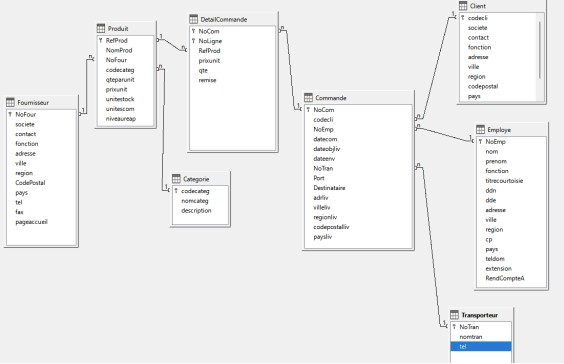 Client
codecli
societe
contact
fonction
adresse
ville
region
codepostal
pays
DetailCommande
NoCom
NoLigne
RefProd
prixunit
qte
remise
Produit
RefProd
NomProd
NoFour
codecateg
qteparunit
prixunit
unitestock
unitescom
niveaureap
Fournisseur
NoFour
societe
contact
fonction
adresse
ville
region
CodePostal
pays
tel
fax
pageaccueil
Commande
NoCom
codecli
NoEmp
datecom
dateobjliv
dateenv
NoTran
Port
Destinataire
adrliv
villeliv
regionliv
codepostalliv
paysliv
Employe
NoEmp
nom
prenom
fonction
titrecourtoisie
ddn
dde
adresse
ville
region
cp
pays
teldom
extension
RendCompteA
Categorie
codecateg
nomcateg
description
Transporteur
NoTran
nomtran
tel
1
n
1
n
1
n
1
n
1
n
1
n
1
n